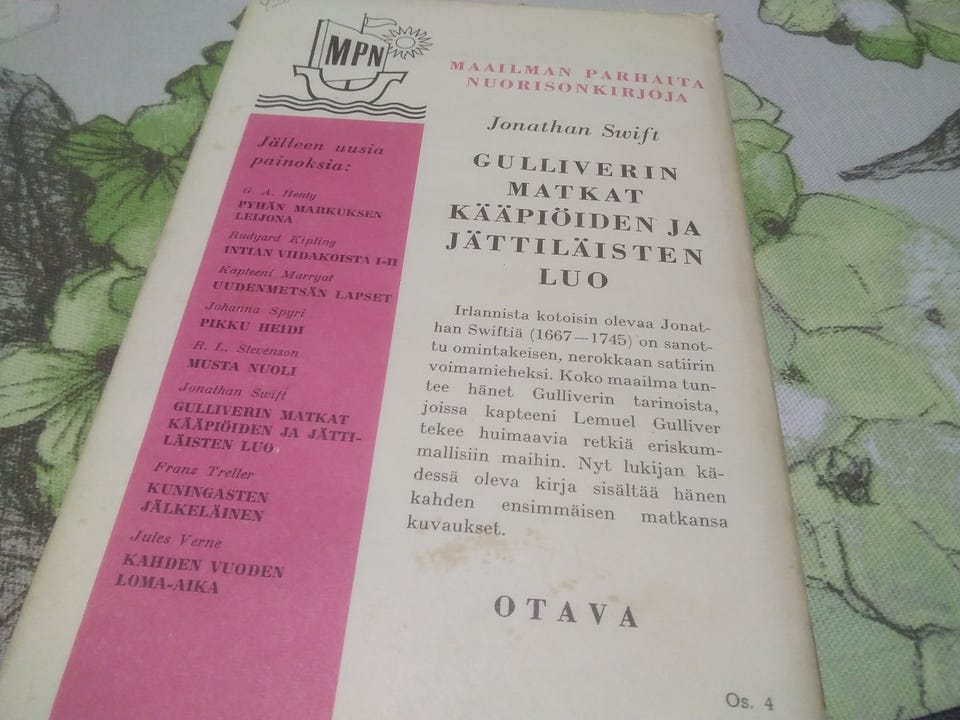 MPN
MAAILMAN PARHAITA
NUORISONKIRJOJA
Jonathan Swift
GULLIVERIN
MATKAT
KÄÄPIÖIDEN JA
JÄTTILÄISTEN
LUO
Irlannista kotoisin olevaa Jonat-
han Swiftiä (1667—1745) on sanot-
tu omintakeisen, nerokkaan satiirin
voimamieheksi. Koko maailma tun-
tee hänet Gulliverin tarinoista,
joissa kapteeni Lemuel Gulliver
tekee huimaavia retkiä eriskum-
mallisiin maihin. Nyt lukijan kä-
dessä oleva kirja sisältää hänen
kahden ensimmäisen matkansa
kuvaukset.
OTAVA
Os. 4
Jälleen uusia
painoksia:
G. A. Henty
PYHÄN MARKUKSEN
LEIJONA
Rudyard Kipling
INTIAN VIIDAKOISTA I-II
Kapteeni Marryat
UUDENMETSÄN LAPSET
Johanna Spyri
PIKKU HEIDI
R. L. Stevenson
MUSTA NUOLI
Jonathan Swift
GULLIVERIN MATKAT
KÄÄPIÖIDEN JA JÄTTI-
LÄISTEN LUO
Franz Treller
KUNINGASTEN
JÄLKELÄINEN
Jules Verne
KAHDEN VUODEN
LOMA-AIKA